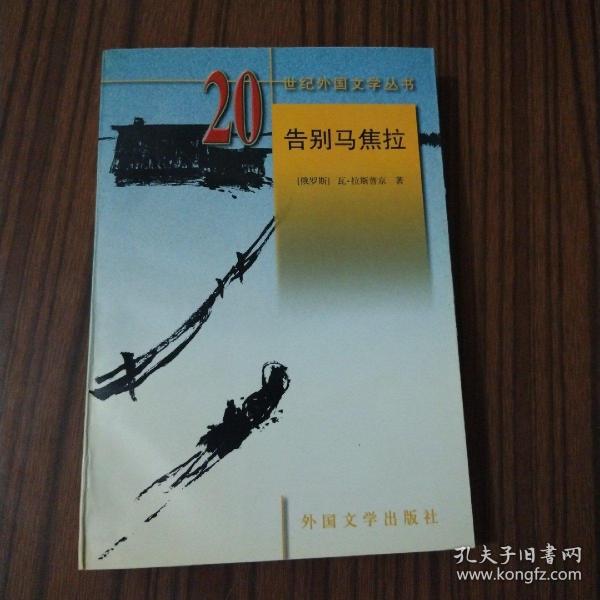 20世纪外国文学丛书
告别马焦拉
[俄罗斯] 瓦·拉斯普京 著
外国文学出版社
孔夫子旧书网
www.kongfz.com